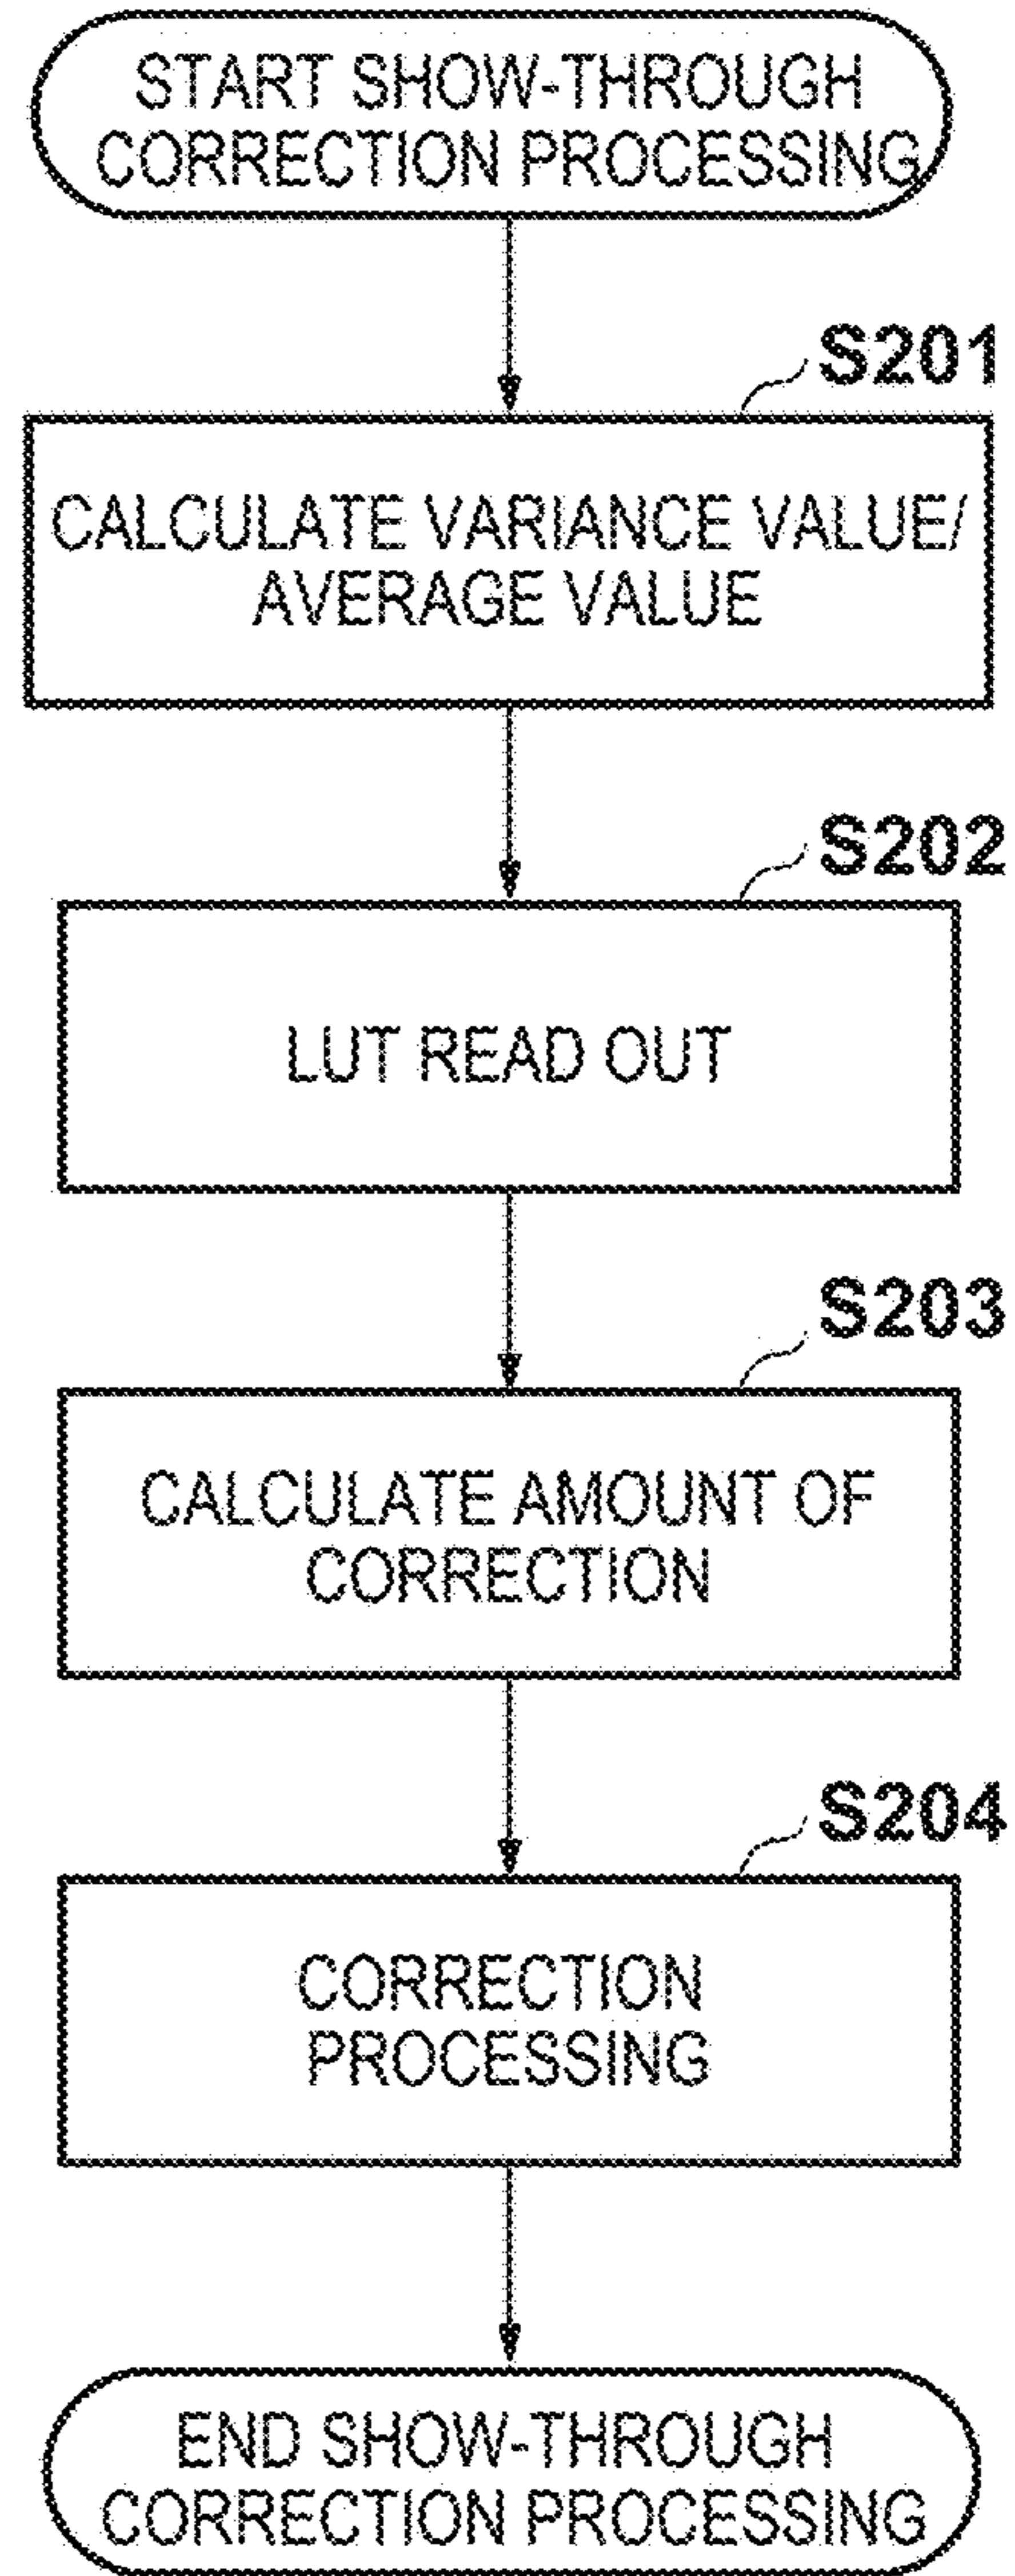 START SHOW-THROUGH
CORRECTION PROCESSING
S201
CALCULATE VARIANCE VALUE/
AVERAGE VALUE
S202
LUT READ OUT
S203
CALCULATE AMOUNT OF
CORRECTION
S204
CORRECTION
PROCESSING
END SHOW-THROUGH
CORRECTION PROCESSING